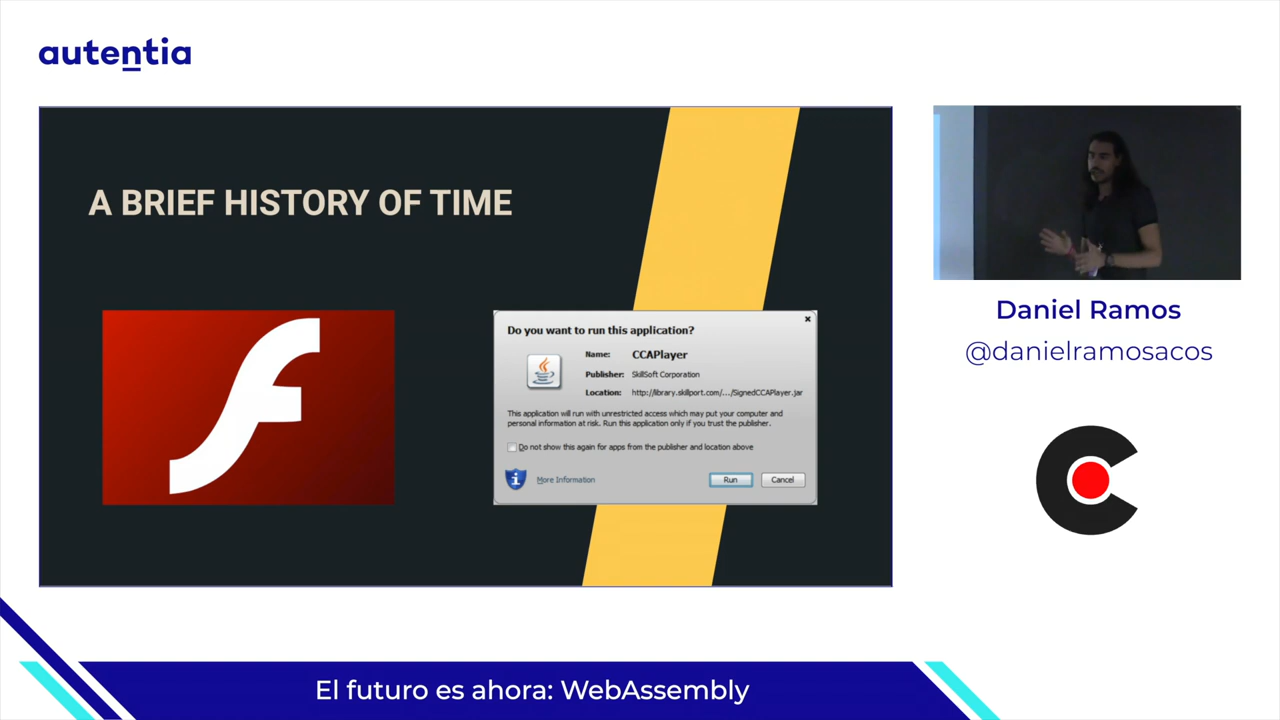 autentia
A BRIEF HISTORY OF TIME
Do you want to run this application?
Name: CCAPlayer
Publisher: SkillSoft Corporation
Location: http://library.skillport.com/.../SignedCCAPlayer.jar
This application will run with unrestricted access which may put your computer and
personal information at risk. Run this application only if you trust the publisher.
Do not show this again for apps from the publisher and location above
More Information
Run
Cancel
Daniel Ramos
@danielramosacos
El futuro es ahora: WebAssembly